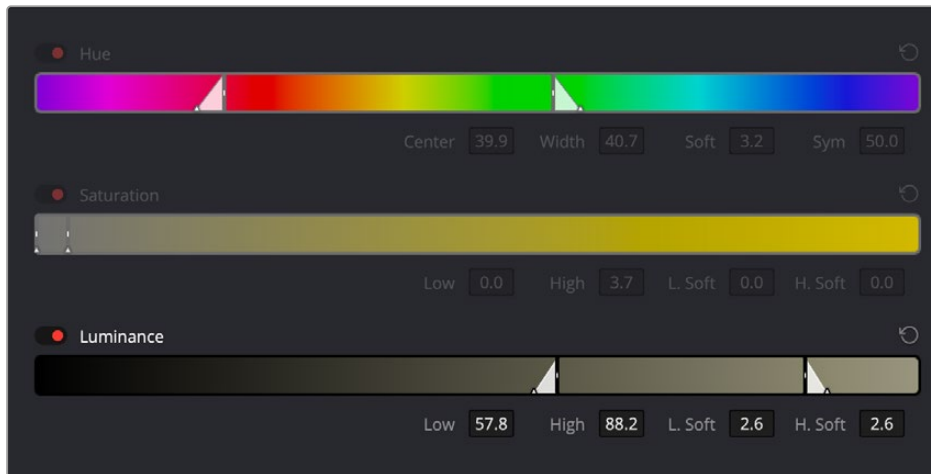 Hue
Center 39.9 Width 40.7 Soft 3.2 Sym 50.0
Saturation
Low 0.0 High 3.7 L. Soft 0.0 H. Soft 0.0
Luminance
Low 57.8 High 88.2 L. Soft 2.6 H. Soft 2.6